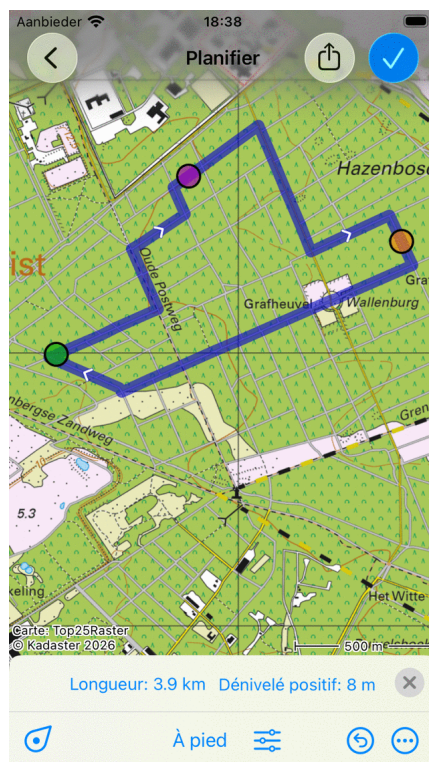 Aanbieder 18:38
Planifier
Hazenbosc
ist
Oude Postweg
Gra
Grafheuvel
Wallenburg
nbergse Zandweg
Gren
5.3
keling
Het Witte
Carte: Top25Raster
© Kadaster 2026
500 m
Longueur: 3.9 km Dénivelé positif: 8 m
À pied